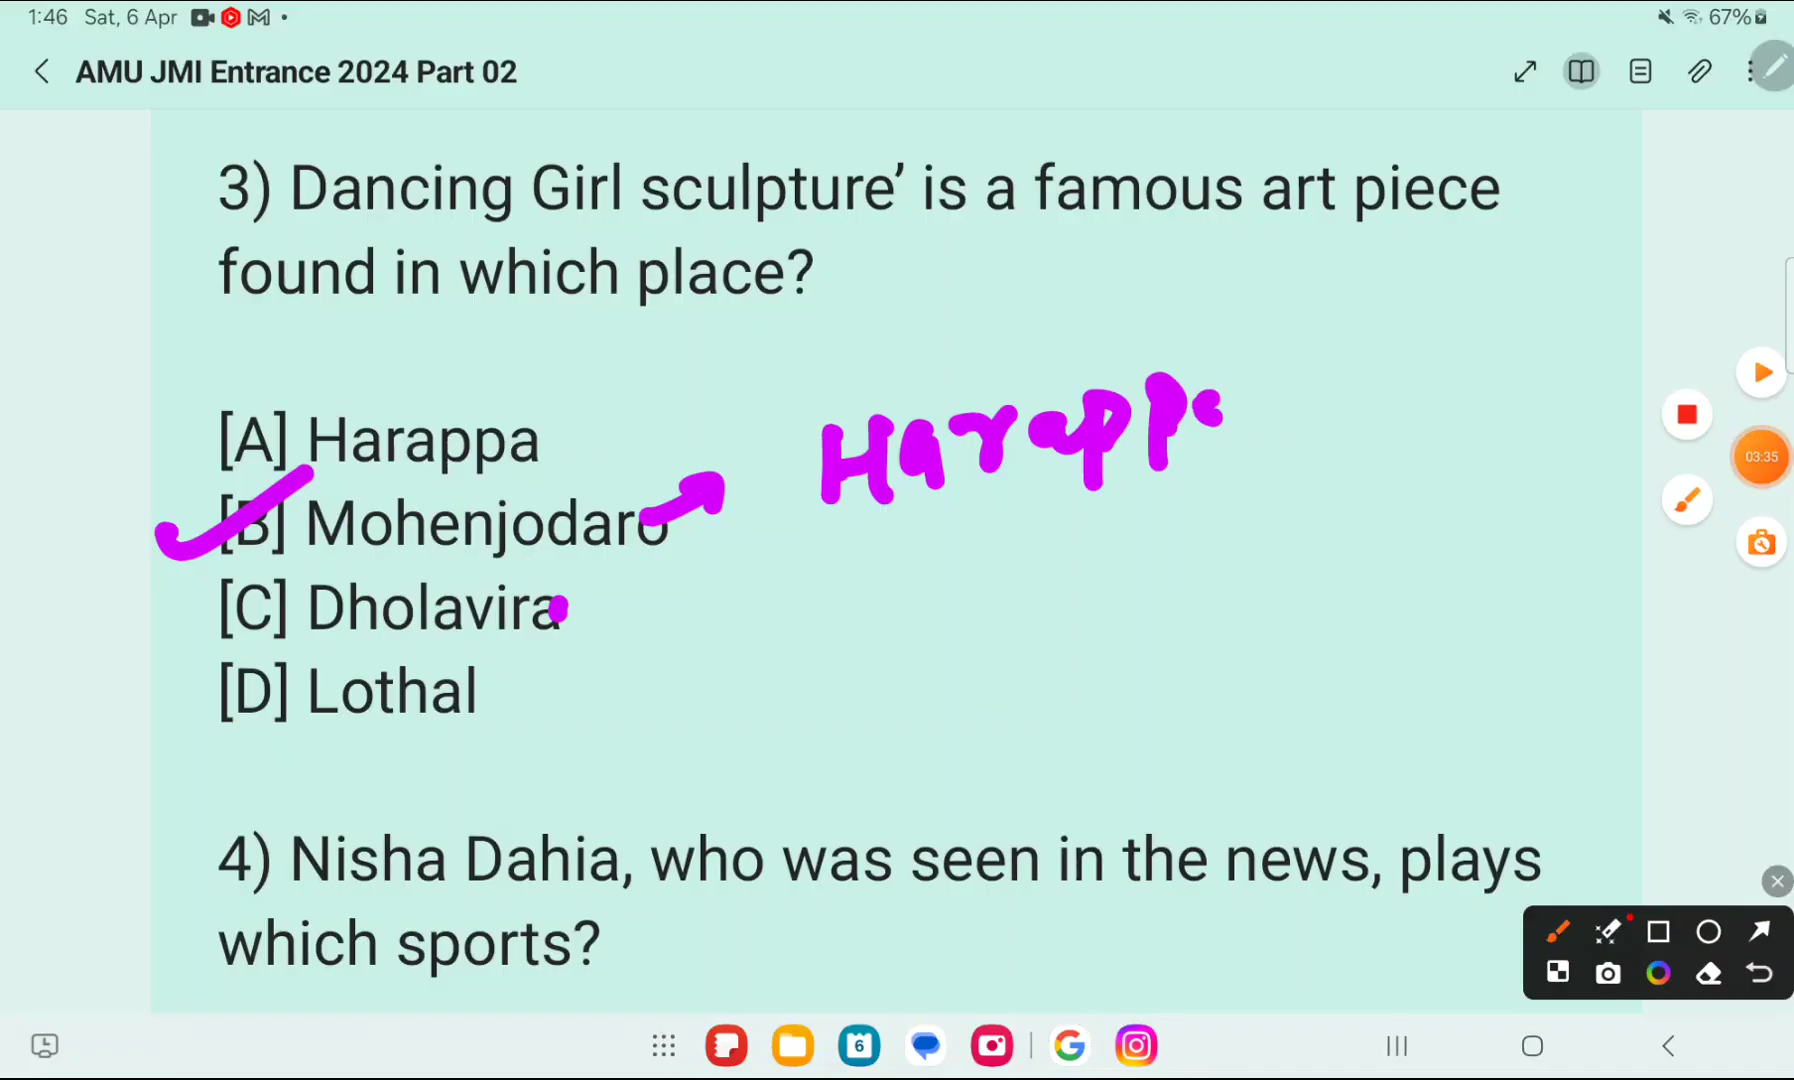 1:46 Sat, 6 Apr
67%
AMU JMI Entrance 2024 Part 02
3) Dancing Girl sculpture’ is a famous art piece
found in which place?
[A] Harappa
Harappa
[B] Mohenjodaro
[C] Dholavira
[D] Lothal
03:35
4) Nisha Dahia, who was seen in the news, plays
which sports?
6